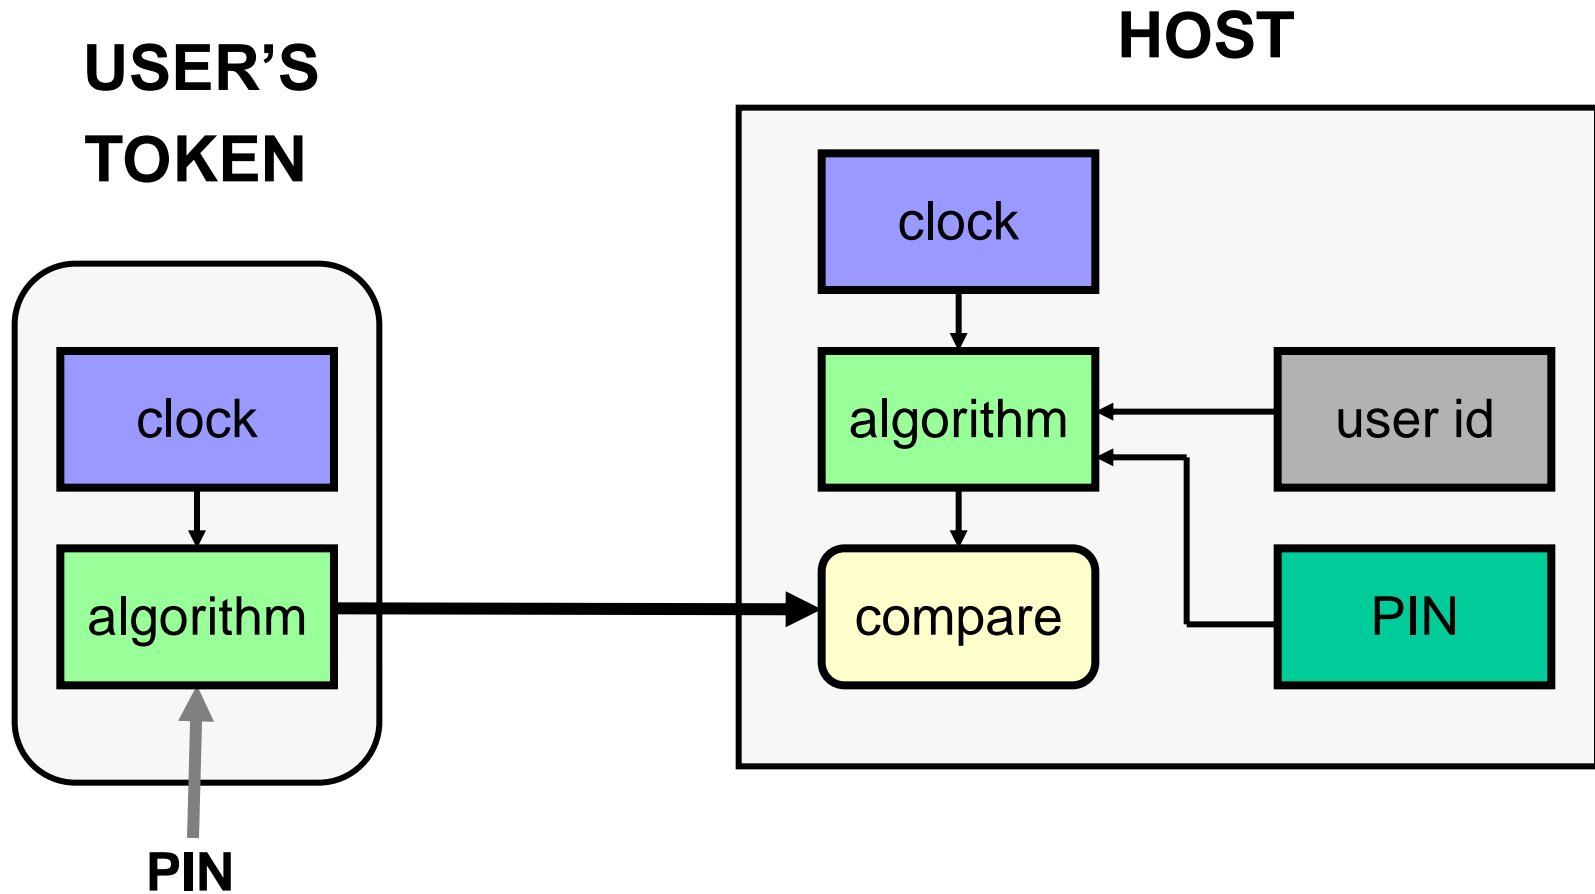 USER’S
TOKEN
clock
algorithm
PIN
HOST
clock
algorithm
user id
compare
PIN